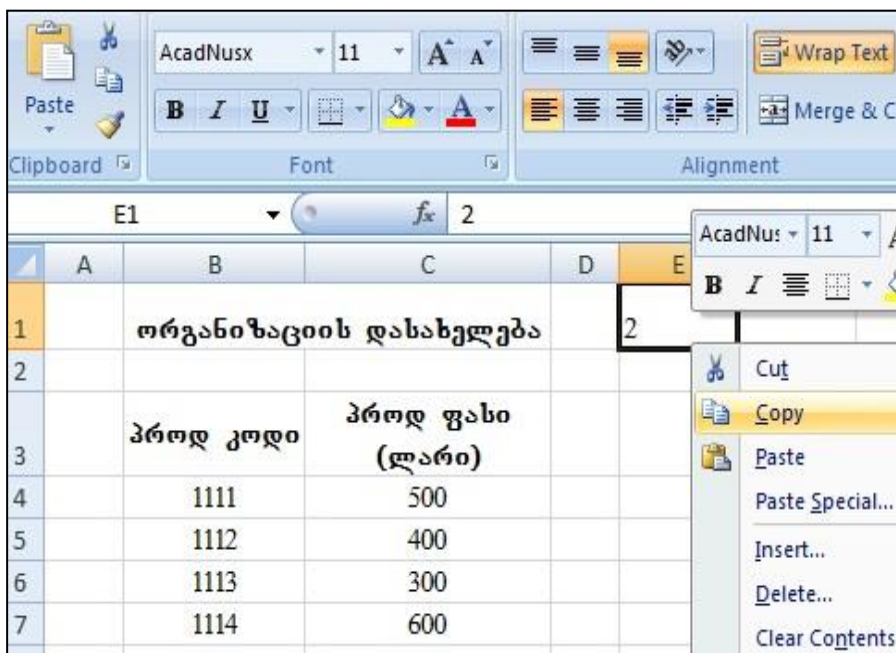 AcadNusx 11 A A Wrap Text
Paste B I U A Merge & C
Clipboard Font Alignment
E1 fx 2
AcadNus 11
B I
A B C D E
1 ორგანიზაციის დასახელება 2
2
3 პროდ კოდი პროდ ფასი
(ლარი)
4 1111 500
5 1112 400
6 1113 300
7 1114 600
Cut
Copy
Paste
Paste Special...
Insert...
Delete...
Clear Contents